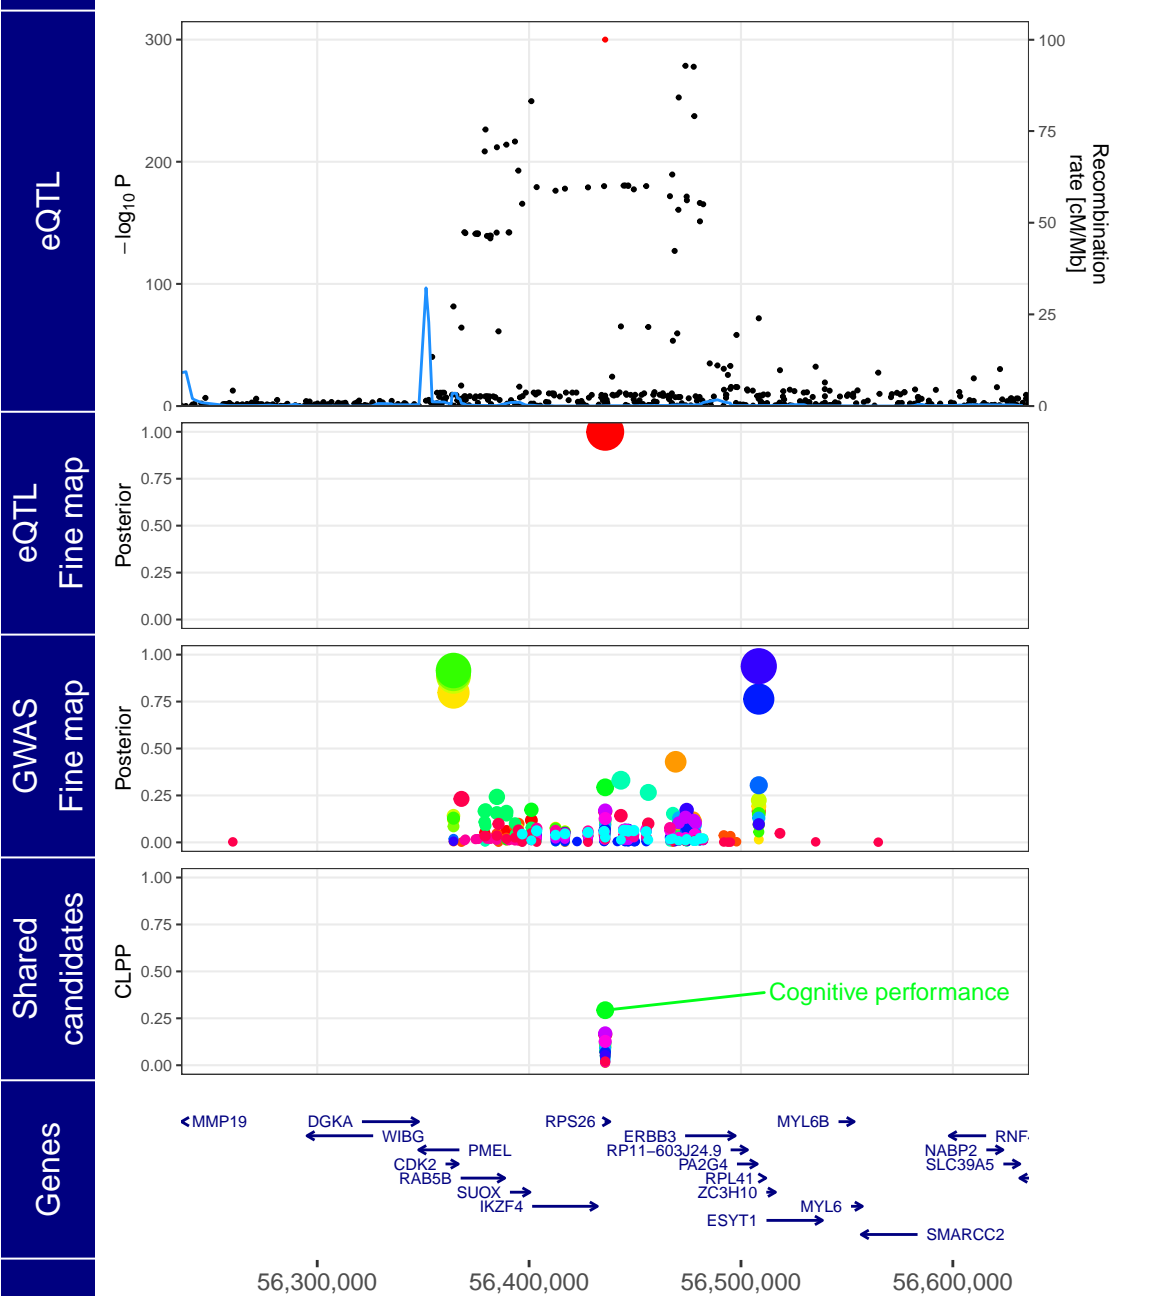 eQTL
−log10 P
300
200
100
0
100
75
50
25
0
Recombination
rate [cM/Mb]
eQTL
Fine map
Posterior
1.00
0.75
0.50
0.25
0.00
GWAS
Fine map
Posterior
1.00
0.75
0.50
0.25
0.00
Shared
candidates
CLPP
1.00
0.75
0.50
0.25
0.00
Cognitive performance
Genes
MMP19
DGKA
RPS26
MYL6B
WIBG
ERBB3
RNF-
PMEL
RP11−603J24.9
NABP2
CDK2
PA2G4
SLC39A5
RAB5B
RPL41
SUOX
ZC3H10
IKZF4
MYL6
ESYT1
SMARCC2
56,300,000
56,400,000
56,500,000
56,600,000